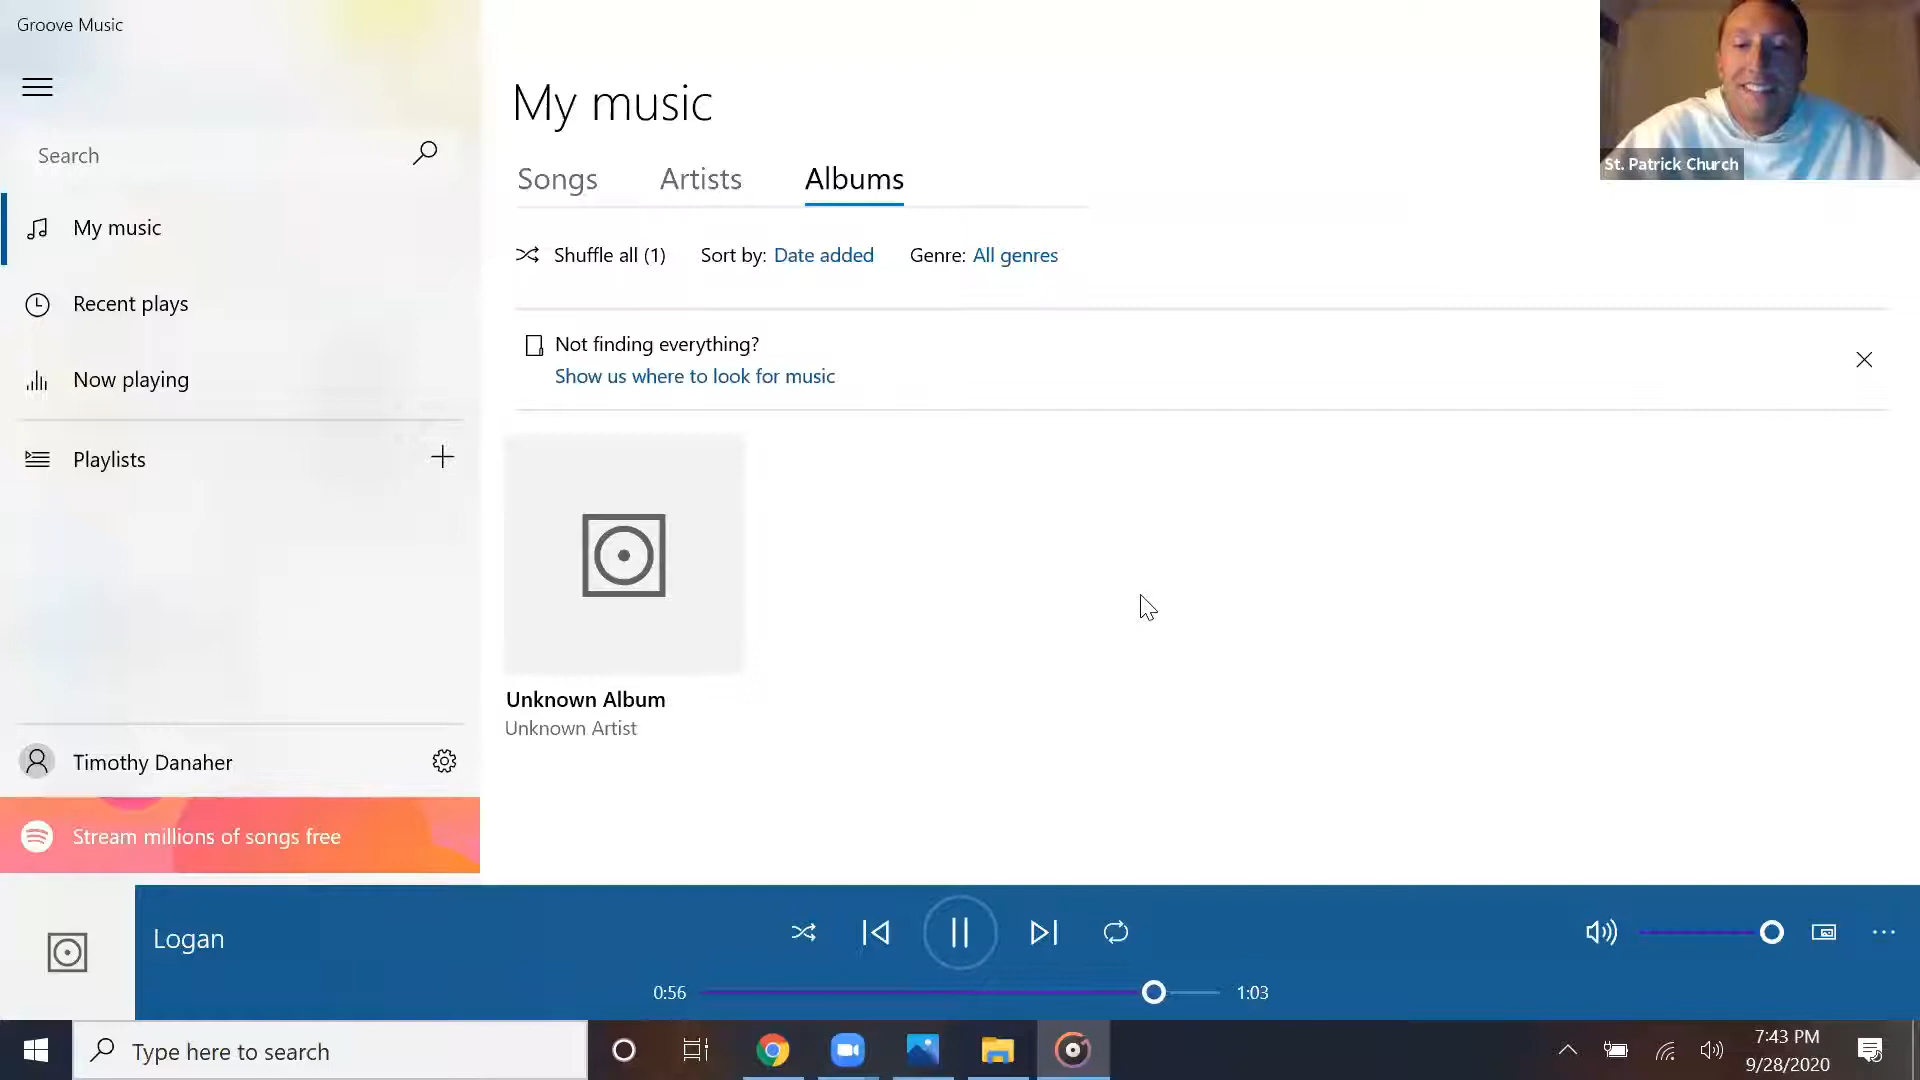 Groove Music
Search
My music
Recent plays
Now playing
Playlists
Timothy Danaher
Stream millions of songs free
My music
Songs Artists Albums
Shuffle all (1) Sort by: Date added Genre: All genres
Not finding everything?
Show us where to look for music
Unknown Album
Unknown Artist
St. Patrick Church
Logan
0:56 1:03
Type here to search
7:43 PM
9/28/2020